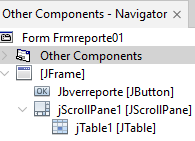 Other Components - Navigator ×
Form Frmreporte01
Other Components
[JFrame]
Jbverreporte [JButton]
jScrollPane1 [JScrollPane]
jTable1 [JTable]